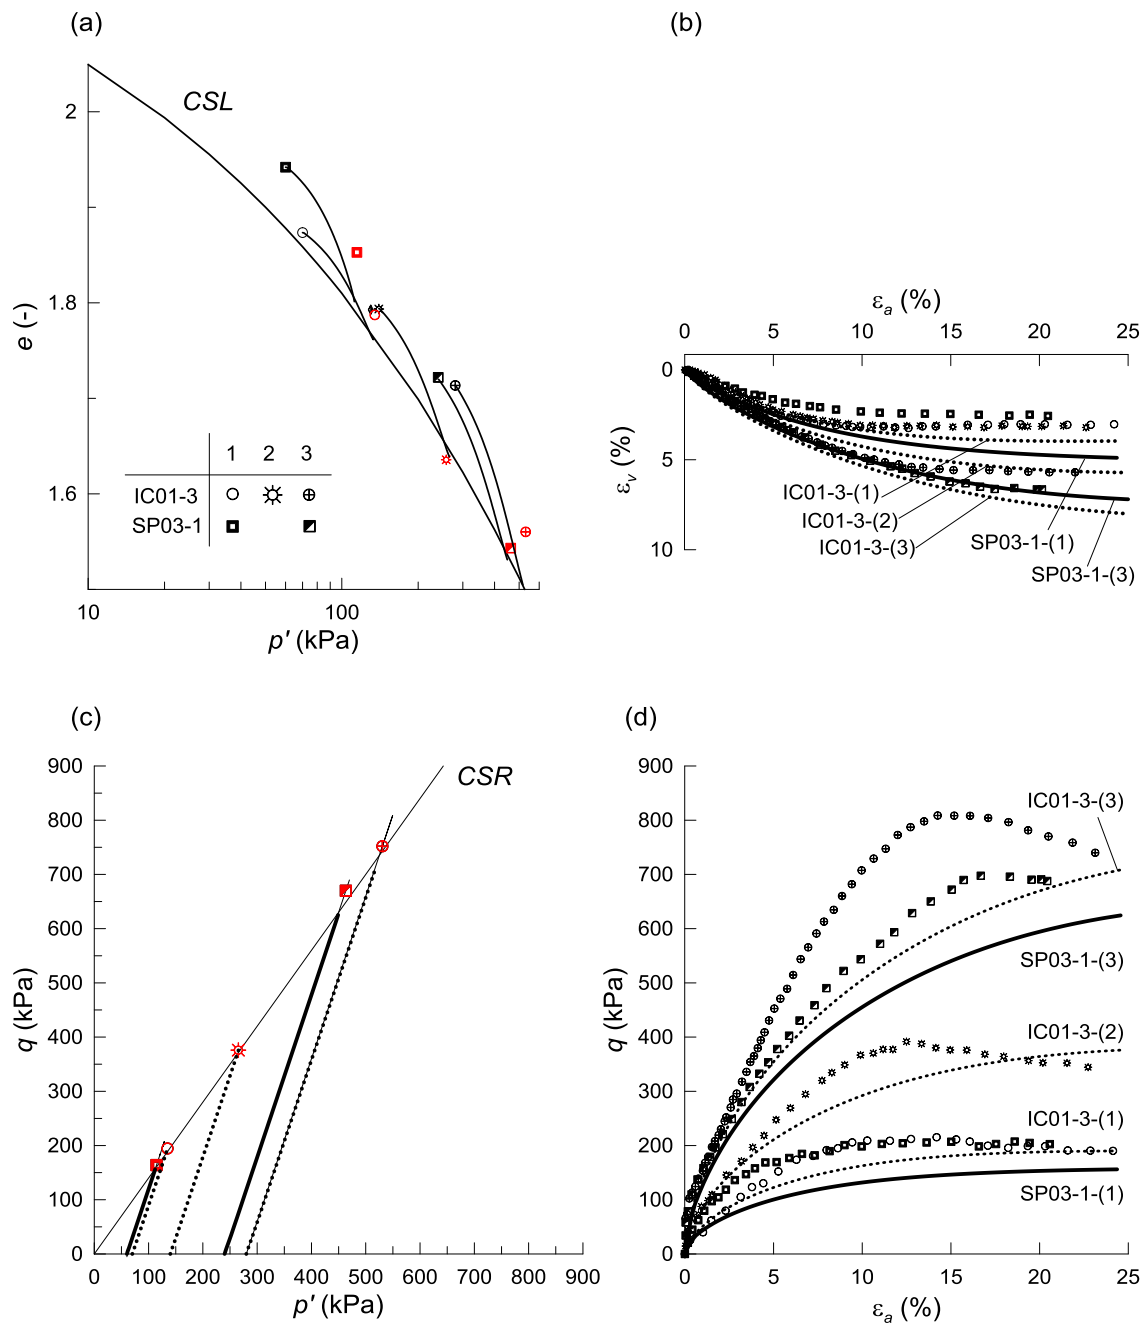 (a)
CSL
2
1.8
1.6
e (-)
1 2 3
IC01-3
SP03-1
10 100
p' (kPa)
(b)
εa (%)
0 5 10 15 20 25
0
5
10
εv (%)
IC01-3-(1)
IC01-3-(2)
IC01-3-(3)
SP03-1-(1)
SP03-1-(3)
(c)
CSR
900
800
700
600
500
400
300
200
100
0
q (kPa)
0 100 200 300 400 500 600 700 800 900
p' (kPa)
(d)
900
800
700
600
500
400
300
200
100
0
q (kPa)
IC01-3-(3)
SP03-1-(3)
IC01-3-(2)
IC01-3-(1)
SP03-1-(1)
0 5 10 15 20 25
εa (%)